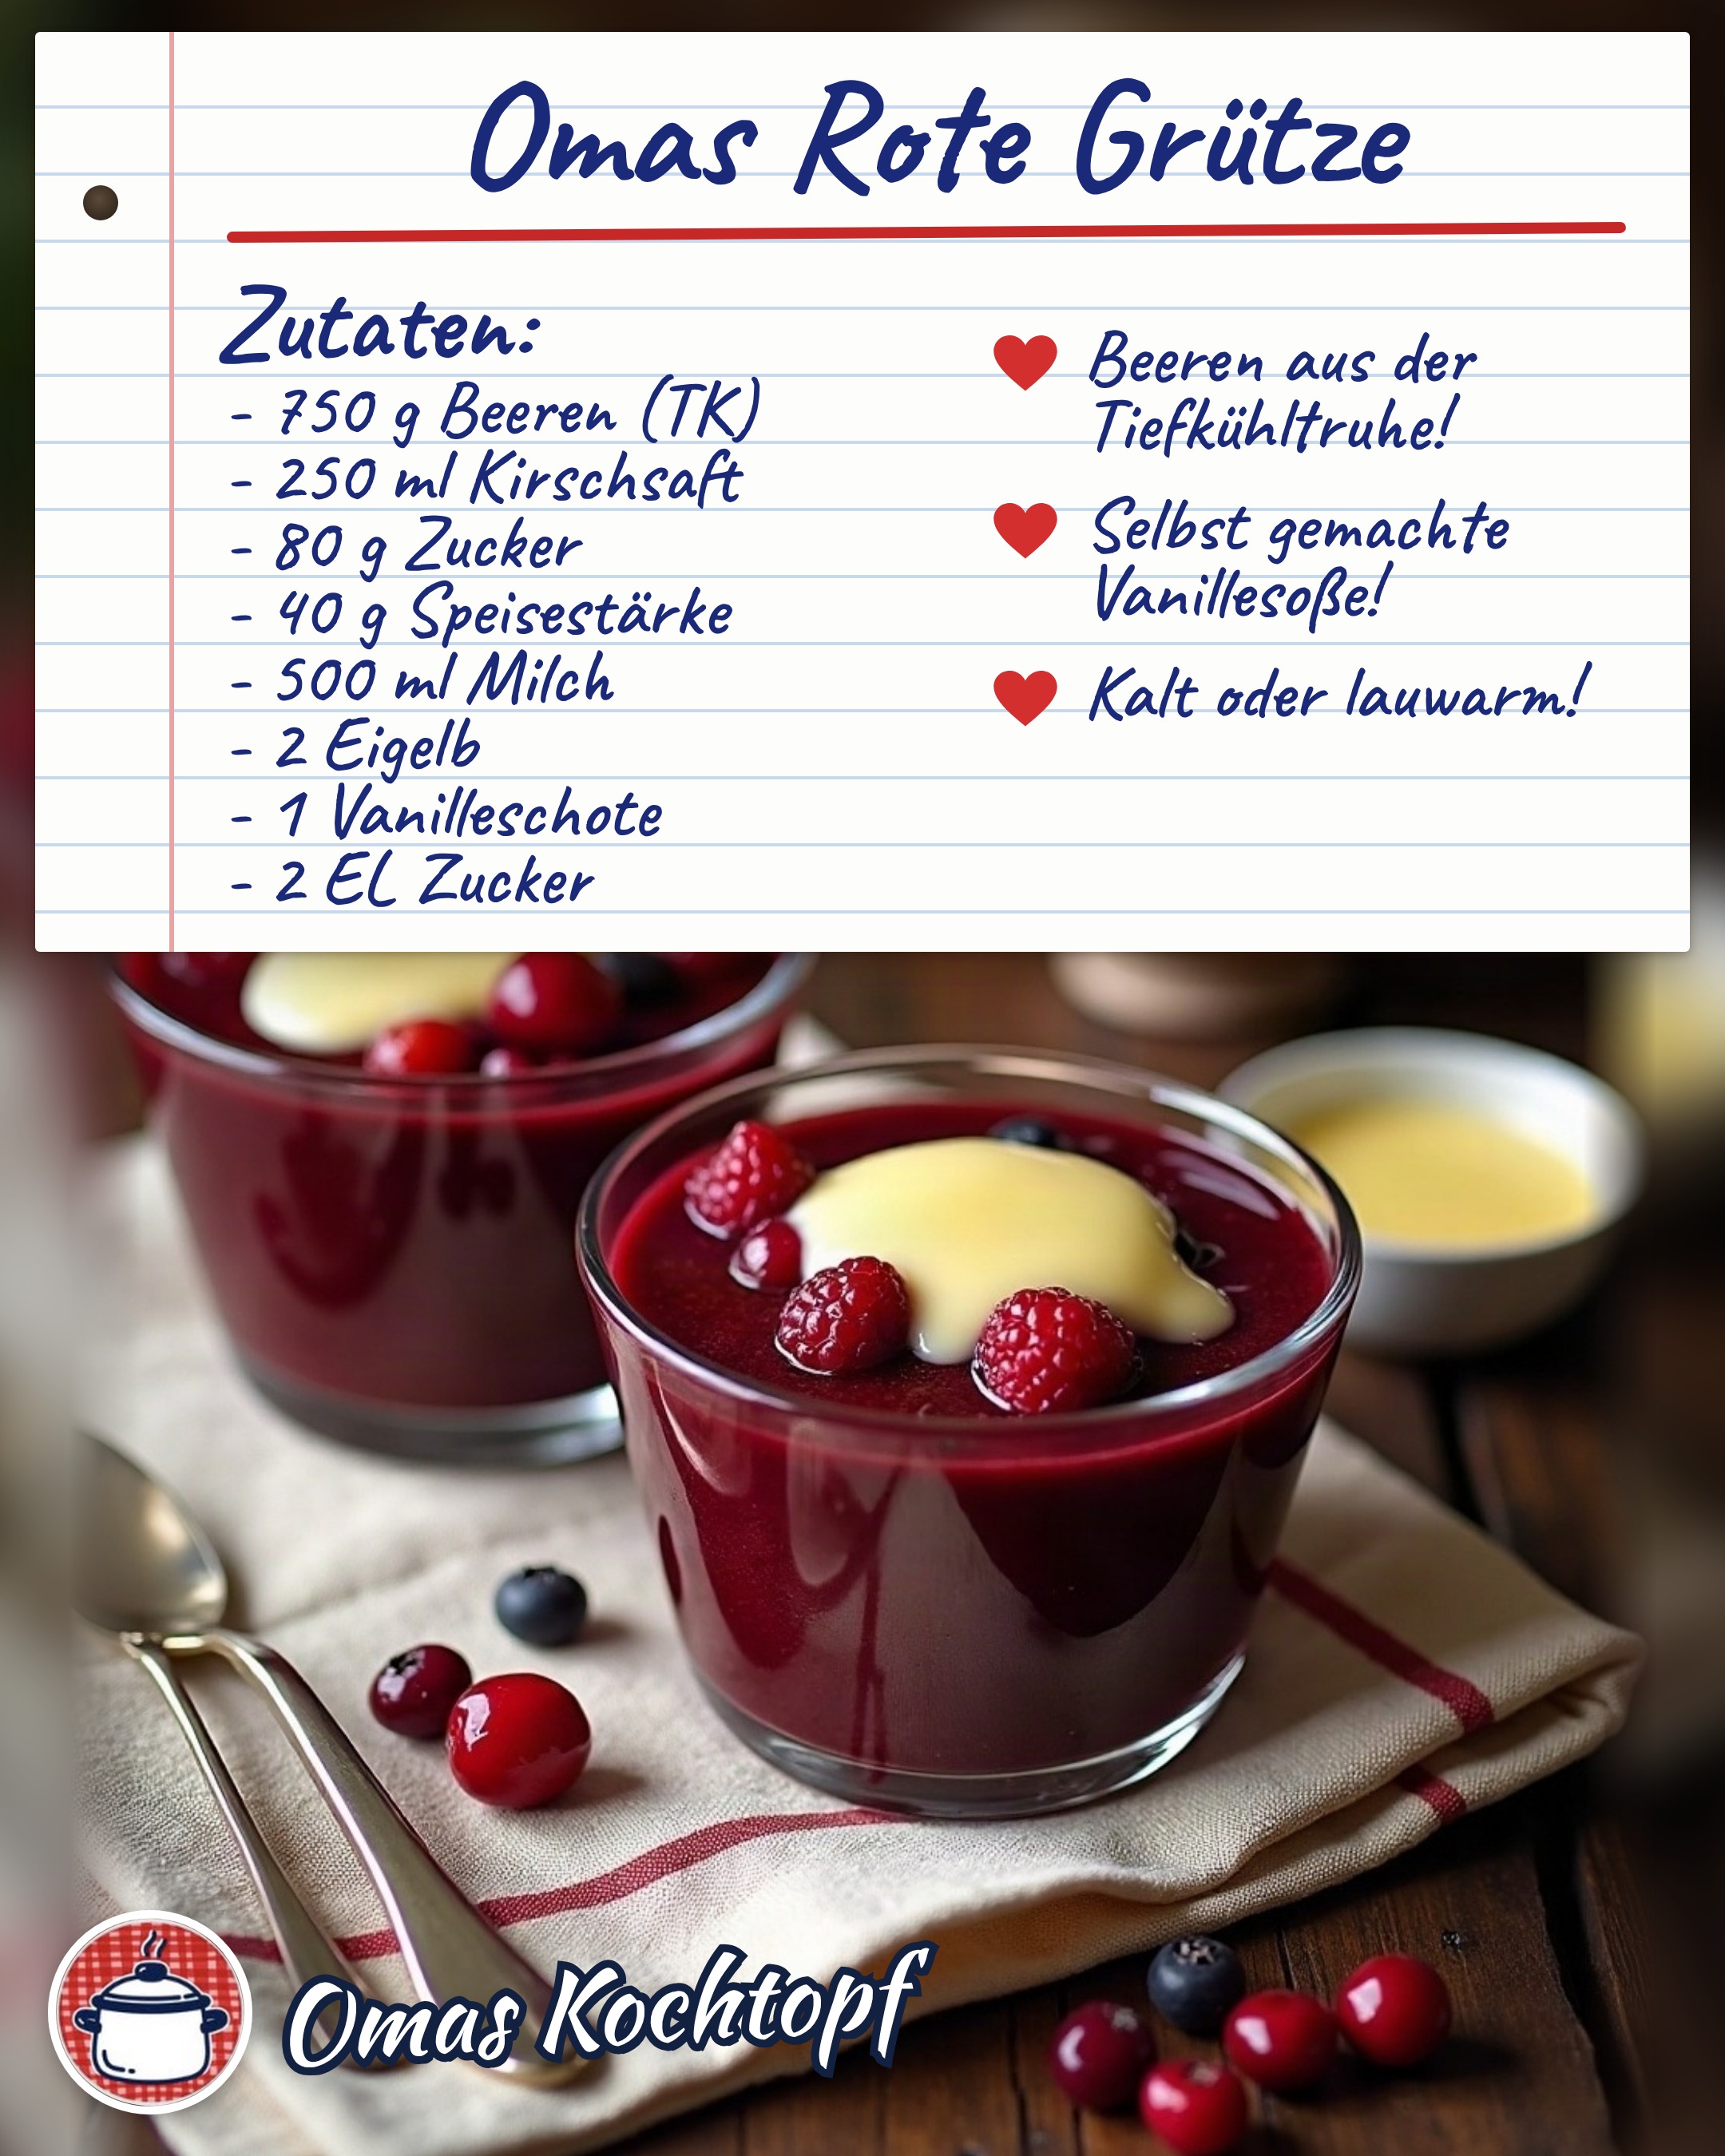 Omas Rote Grütze
Zutaten:
- 750 g Beeren (TK)
- 250 ml Kirschsaft
- 80 g Zucker
- 40 g Speisestärke
- 500 ml Milch
- 2 Eigelb
- 1 Vanilleschote
- 2 EL Zucker
Beeren aus der
Tiefkühltruhe!
Selbst gemachte
Vanillesoße!
Kalt oder lauwarm!
Omas Kochtopf